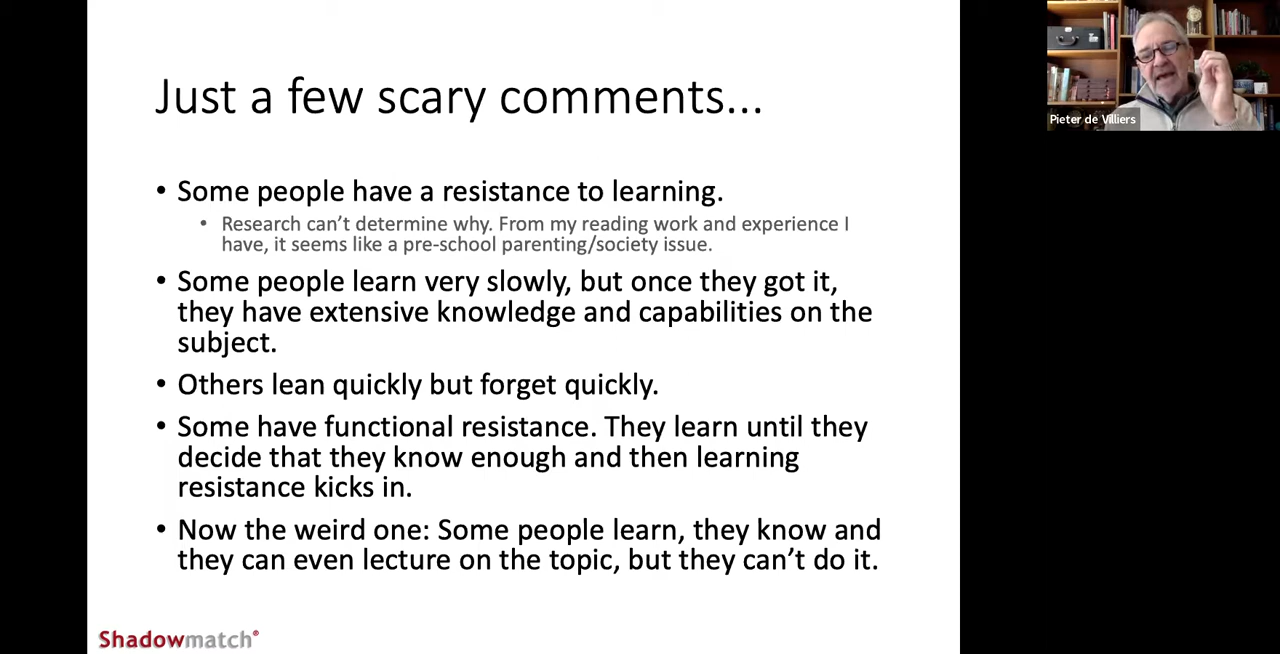 Just a few scary comments...
• Some people have a resistance to learning.
• Research can't determine why. From my reading work and experience I
have, it seems like a pre-school parenting/society issue.
• Some people learn very slowly, but once they got it,
they have extensive knowledge and capabilities on the
subject.
• Others lean quickly but forget quickly.
• Some have functional resistance. They learn until they
decide that they know enough and then learning
resistance kicks in.
• Now the weird one: Some people learn, they know and
they can even lecture on the topic, but they can't do it.
Shadowmatch®
Pieter de Villiers